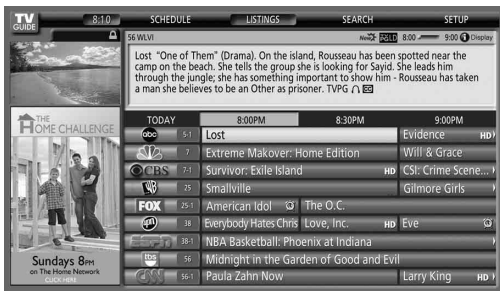 TV
GUIDE
8:10
SCHEDULE
LISTINGS
SEARCH
SETUP
56 WLVI
New
8:00
9:00
Display
Lost "One of Them" (Drama). On the island, Rousseau has been spotted near the
camp on the beach. She tells the group she is looking for Sayid. She leads him
through the jungle; she has something important to show him - Rousseau has taken
a man she believes to be an Other as prisoner. TVPG
THE
HOME CHALLENGE
Sundays 8PM
on The Home Network
CLICK HERE
TODAY
8:00PM
8:30PM
9:00PM
abc
5-1
Lost
Evidence
HD
7
Extreme Makover: Home Edition
Will & Grace
CBS
7-1
Survivor: Exile Island
HD
CSI: Crime Scene...
WB
25
Smallville
Gilmore Girls
FOX
25-1
American Idol
The O.C.
38
Everybody Hates Chris
Love, Inc.
HD
Eve
38-1
NBA Basketball: Phoenix at Indiana
tbs
56
Midnight in the Garden of Good and Evil
56-1
Paula Zahn Now
Larry King
HD